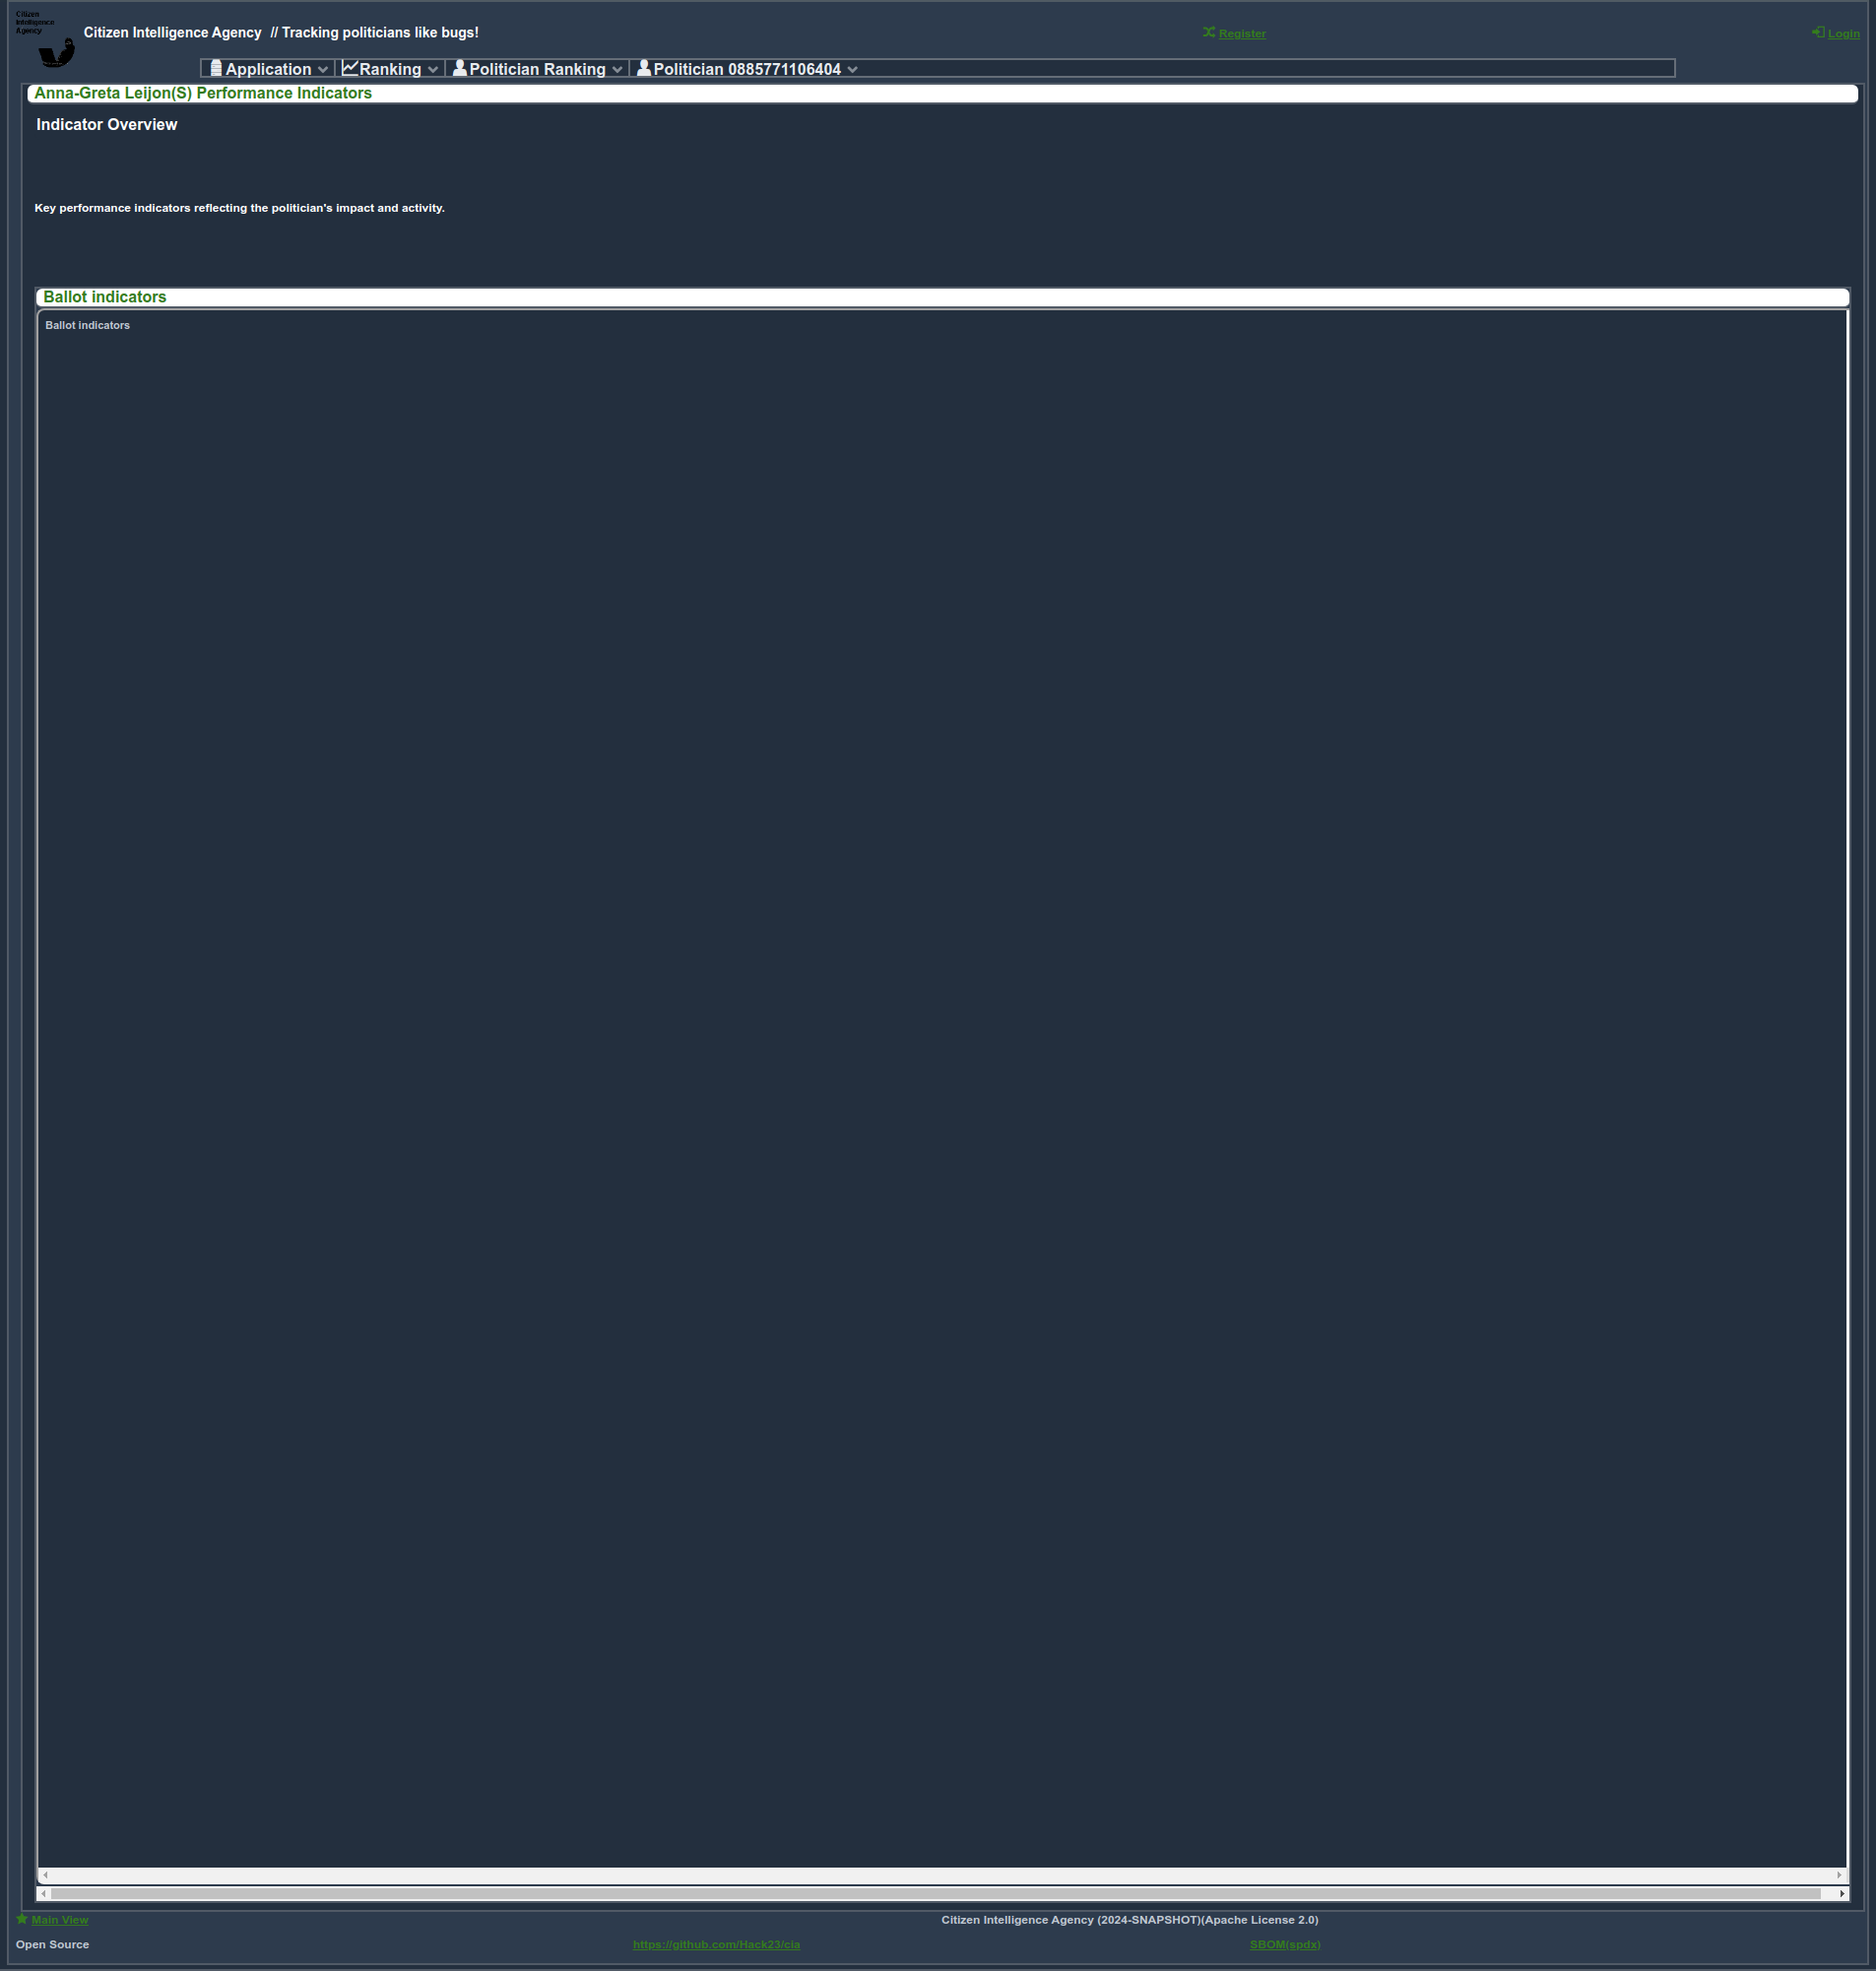 Citizen
Intelligence
Agency
Citizen Intelligence Agency // Tracking politicians like bugs!
Register
Login
Application
Ranking
Politician Ranking
Politician 0885771106404
Anna-Greta Leijon(S) Performance Indicators
Indicator Overview
Key performance indicators reflecting the politician's impact and activity.
Ballot indicators
Ballot indicators
Main View
Citizen Intelligence Agency (2024-SNAPSHOT)(Apache License 2.0)
Open Source
https://github.com/Hack23/cia
SBOM(spdx)